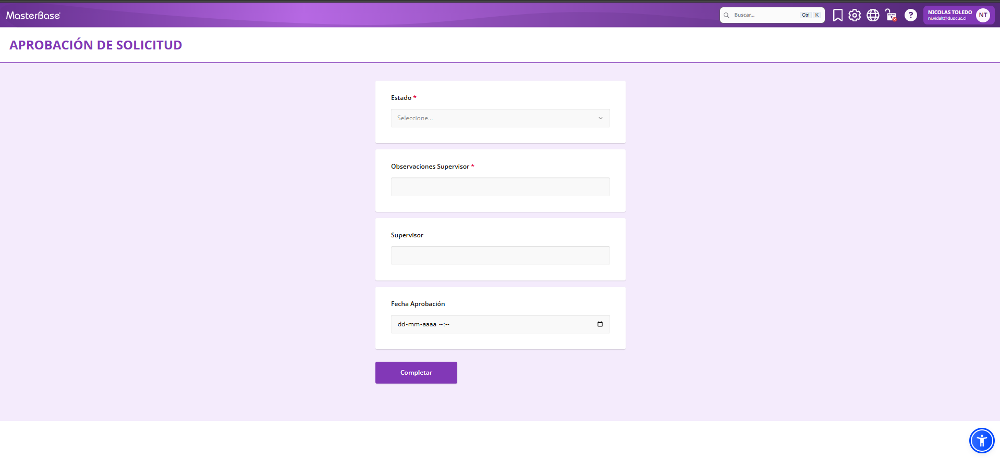 MasterBase®
Buscar...
Ctrl K
?
NICOLAS TOLEDO
ni.vidalt@duocuc.cl
NT
APROBACIÓN DE SOLICITUD
Estado *
Seleccione...
Observaciones Supervisor *
Supervisor
Fecha Aprobación
dd-mm-aaaa --:--
Completar